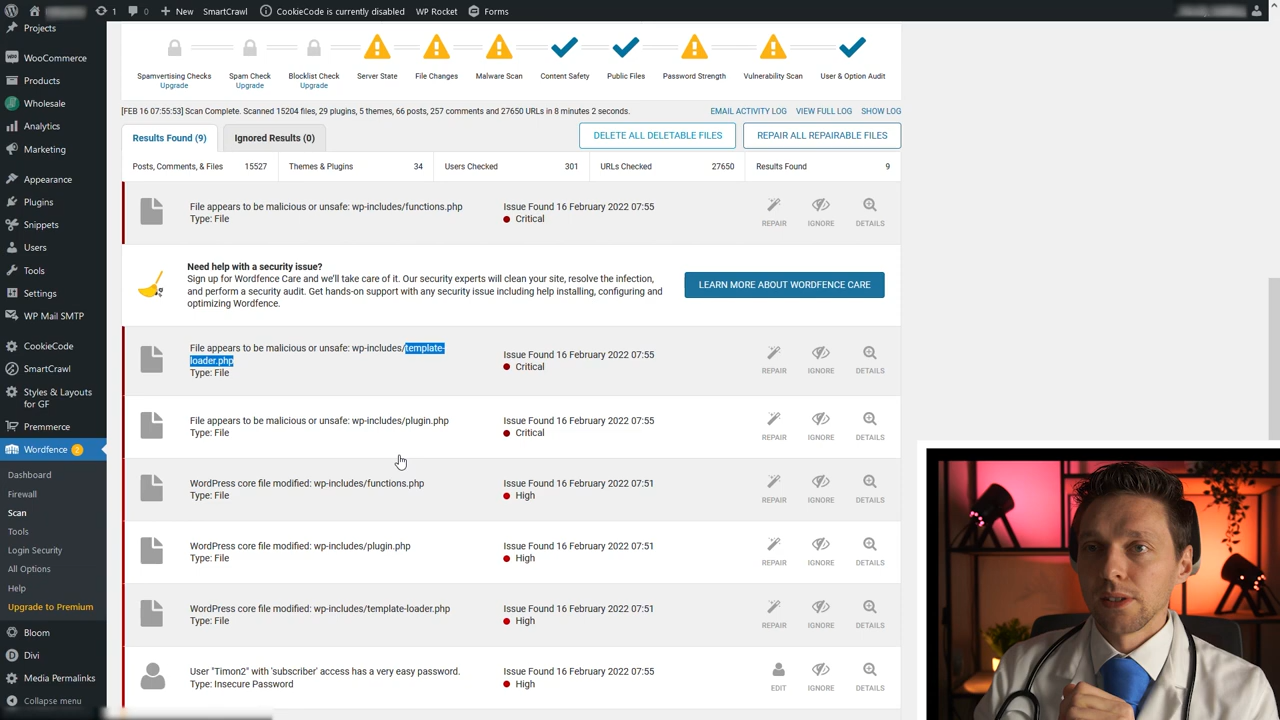 1
0
New
SmartCrawl
CookieCode is currently disabled
WP Rocket
Forms
Projects
WooCommerce
Products
Wholesale
Analytics
Marketing
Appearance
Plugins
Snippets
Users
Tools
Settings
WP Mail SMTP
CookieCode
SmartCrawl
Styles & Layouts
for GF
Premmerce
Wordfence 2
Dashboard
Firewall
Scan
Tools
Login Security
All Options
Help
Upgrade to Premium
Bloom
Divi
Media Permalinks
Collapse menu
Spamvertising Checks
Upgrade
Spam Check
Upgrade
Blocklist Check
Upgrade
Server State
File Changes
Malware Scan
Content Safety
Public Files
Password Strength
Vulnerability Scan
User & Option Audit
[FEB 16 07:55:53] Scan Complete. Scanned 15204 files, 29 plugins, 5 themes, 66 posts, 257 comments and 27650 URLs in 8 minutes 2 seconds.
EMAIL ACTIVITY LOG
VIEW FULL LOG
SHOW LOG
Results Found (9)
Ignored Results (0)
DELETE ALL DELETABLE FILES
REPAIR ALL REPAIRABLE FILES
Posts, Comments, & Files 15527
Themes & Plugins 34
Users Checked 301
URLs Checked 27650
Results Found 9
File appears to be malicious or unsafe: wp-includes/functions.php
Type: File
Issue Found 16 February 2022 07:55
Critical
REPAIR
IGNORE
DETAILS
Need help with a security issue?
Sign up for Wordfence Care and we'll take care of it. Our security experts will clean your site, resolve the infection,
and perform a security audit. Get hands-on support with any security issue including help installing, configuring and
optimizing Wordfence.
LEARN MORE ABOUT WORDFENCE CARE
File appears to be malicious or unsafe: wp-includes/template-
loader.php
Type: File
Issue Found 16 February 2022 07:55
Critical
REPAIR
IGNORE
DETAILS
File appears to be malicious or unsafe: wp-includes/plugin.php
Type: File
Issue Found 16 February 2022 07:55
Critical
REPAIR
IGNORE
DETAILS
WordPress core file modified: wp-includes/functions.php
Type: File
Issue Found 16 February 2022 07:51
High
REPAIR
IGNORE
DETAILS
WordPress core file modified: wp-includes/plugin.php
Type: File
Issue Found 16 February 2022 07:51
High
REPAIR
IGNORE
DETAILS
WordPress core file modified: wp-includes/template-loader.php
Type: File
Issue Found 16 February 2022 07:51
High
REPAIR
IGNORE
DETAILS
User "Timon2" with 'subscriber' access has a very easy password.
Type: Insecure Password
Issue Found 16 February 2022 07:55
High
EDIT
IGNORE
DETAILS